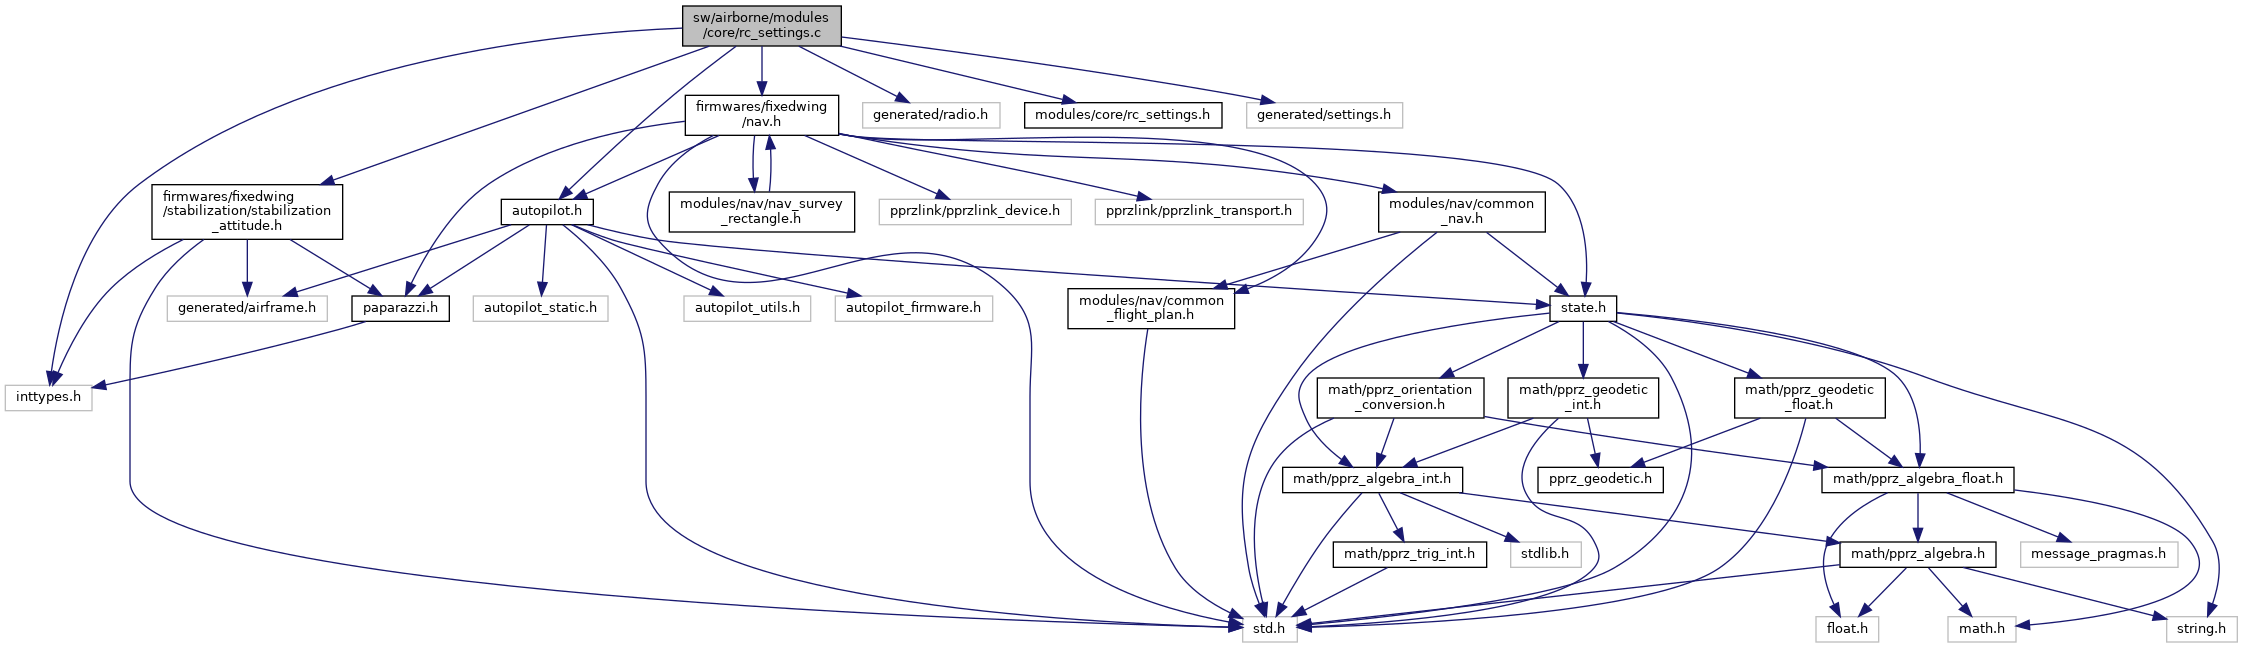 sw/airborne/modules
/core/rc_settings.c
firmwares/fixedwing
/nav.h
generated/radio.h
modules/core/rc_settings.h
generated/settings.h
firmwares/fixedwing
/stabilization/stabilization
_attitude.h
autopilot.h
modules/nav/nav_survey
_rectangle.h
pprzlink/pprzlink_device.h
pprzlink/pprzlink_transport.h
modules/nav/common
_nav.h
generated/airframe.h
paparazzi.h
autopilot_static.h
autopilot_utils.h
autopilot_firmware.h
modules/nav/common
_flight_plan.h
state.h
inttypes.h
math/pprz_orientation
_conversion.h
math/pprz_geodetic
_int.h
math/pprz_geodetic
_float.h
math/pprz_algebra_int.h
pprz_geodetic.h
math/pprz_algebra_float.h
math/pprz_trig_int.h
stdlib.h
math/pprz_algebra.h
message_pragmas.h
std.h
float.h
math.h
string.h